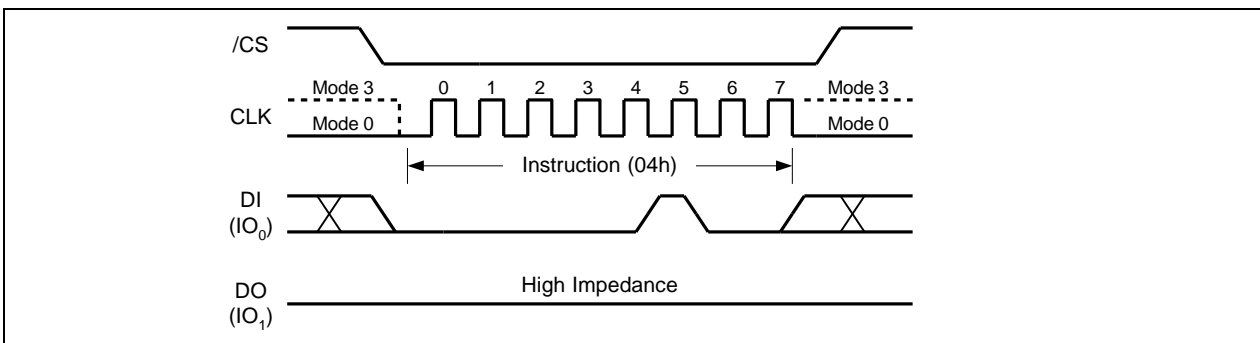 /CS
Mode 3 0 1 2 3 4 5 6 7 Mode 3
CLK
Mode 0 Mode 0
Instruction (04h)
DI
(IO₀)
High Impedance
DO
(IO₁)